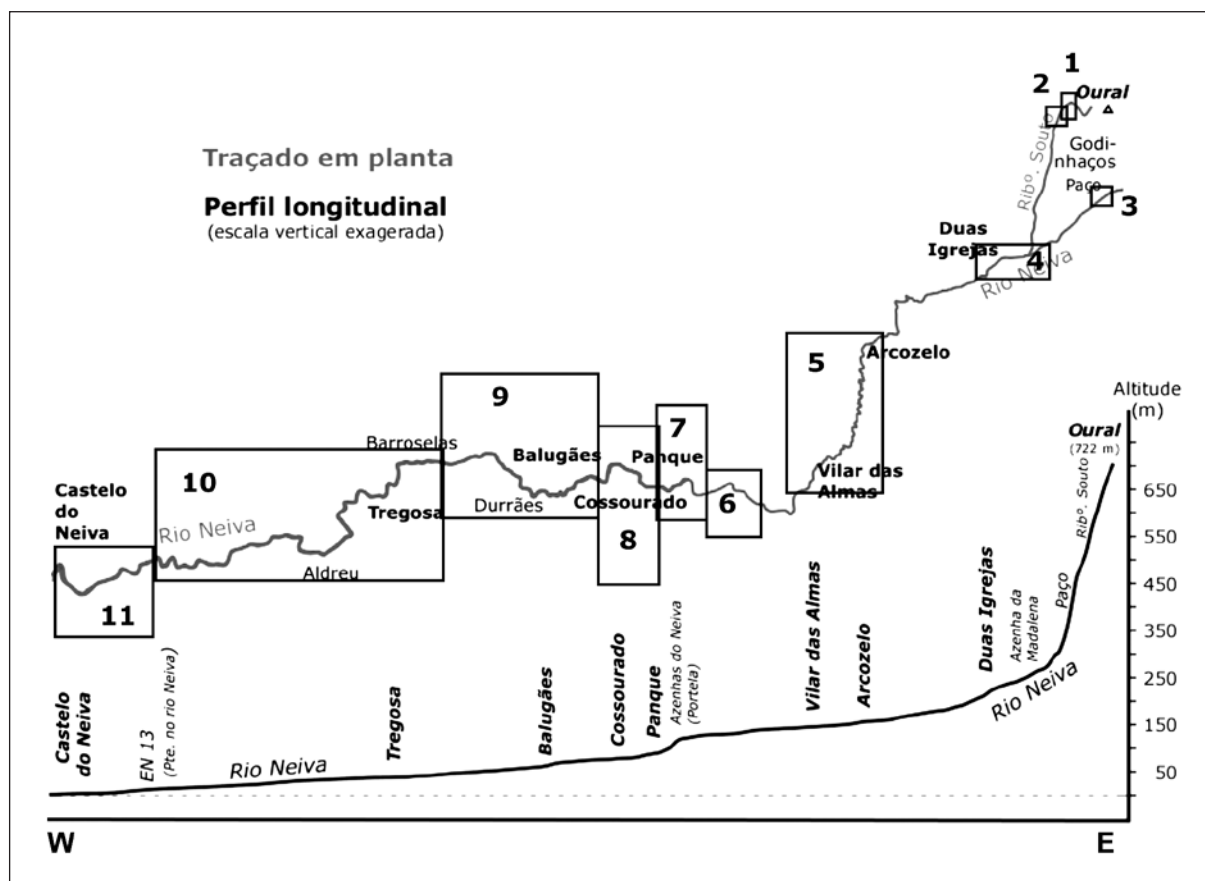 1
2
Oural
Traçado em planta
Ribº. Souto
Godi-
nhaços
Perfil longitudinal
(escala vertical exagerada)
Paço
3
Duas
Igrejas
4
Rio Neiva
5
Arcozelo
9
Altitude
(m)
7
Barroselas
Oural
(722 m)
10
Balugães
Panque
Vilar das
Almas
Castelo
do
Neiva
Rio Neiva
Tregosa
Durrães
Cossourado
6
8
Aldreu
11
650
550
450
350
250
150
50
Castelo
do Neiva
EN 13
(Pte. no rio Neiva)
Tregosa
Balugães
Cossourado
Panque
Azenhas do Neiva
(Portela)
Vilar das Almas
Arcozelo
Duas Igrejas
Azenha da
Madalena
Paço
Ribº. Souto
Rio Neiva
Rio Neiva
W
E